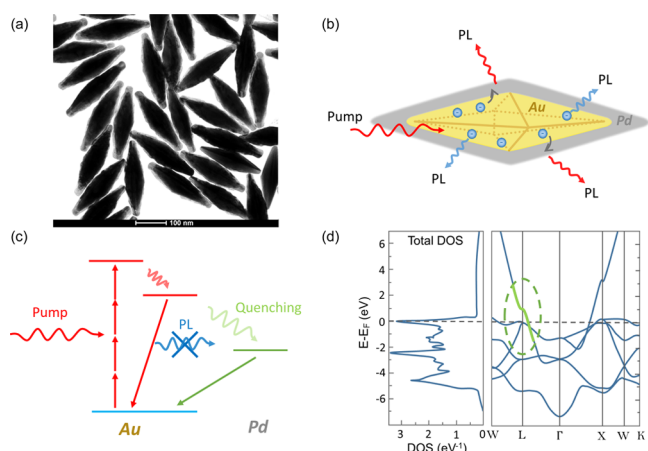 (a)
100 nm
(b)
PL
PL
Au
Pd
Pump
PL
PL
(c)
Pump
PL
Quenching
Au
Pd
(d)
Total DOS
E-E_F (eV)
6
4
2
0
-2
-4
-6
3 2 1 0
DOS (eV⁻¹)
W L Γ X W K